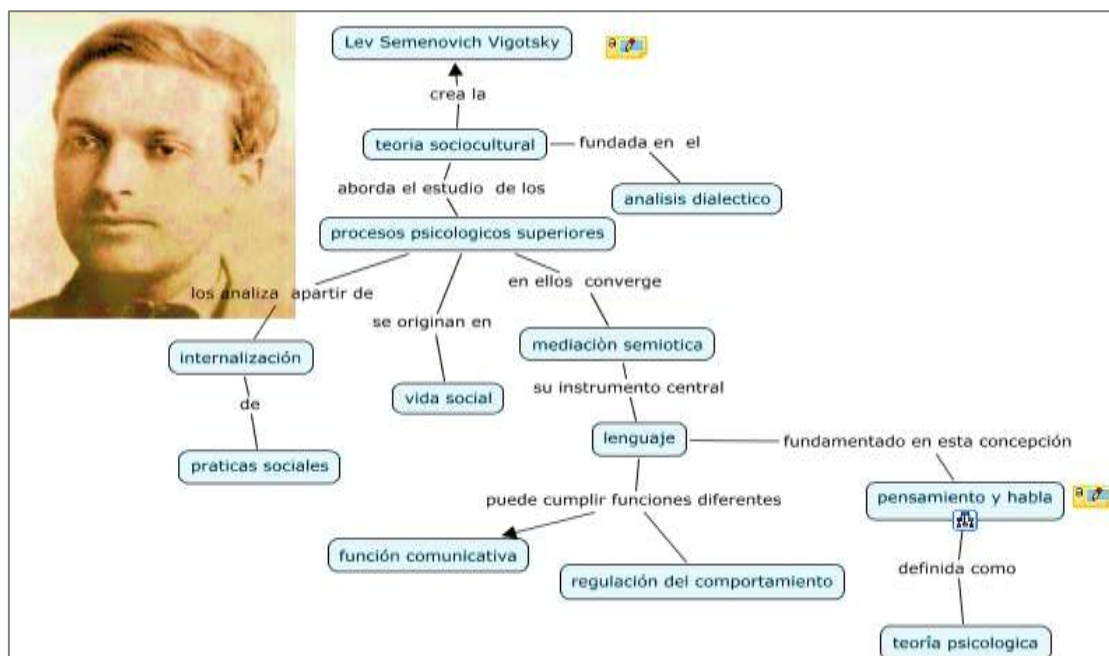 Lev Semenovich Vigotsky
crea la
teoria sociocultural
fundada en el
aborda el estudio de los
analisis dialectico
procesos psicologicos superiores
los analiza apartir de
en ellos converge
se originan en
internalización
mediaciòn semiotica
de
vida social
su instrumento central
lenguaje
fundamentado en esta concepción
praticas sociales
puede cumplir funciones diferentes
pensamiento y habla
función comunicativa
regulación del comportamiento
definida como
teorîa psicologica